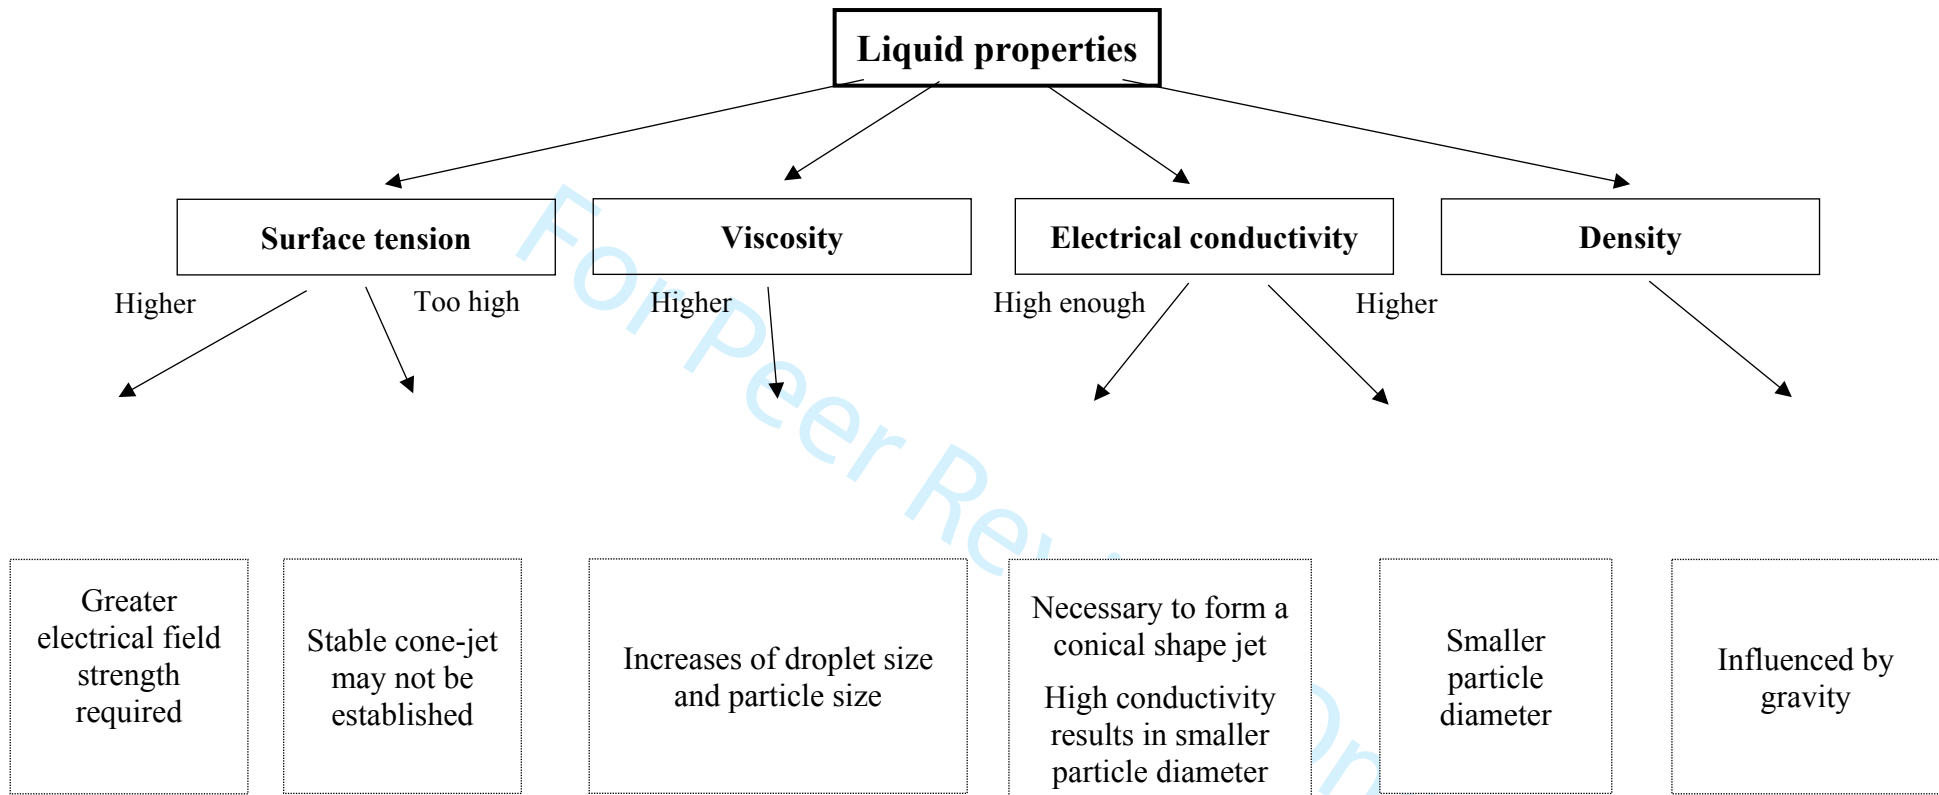 Liquid properties
Surface tension
Viscosity
Electrical conductivity
Density
Higher
Too high
Higher
High enough
Higher
Greater
electrical field
strength
required
Stable cone-jet
may not be
established
Increases of droplet size
and particle size
Necessary to form a
conical shape jet
High conductivity
results in smaller
particle diameter
Smaller
particle
diameter
Influenced by
gravity
For Peer Rev